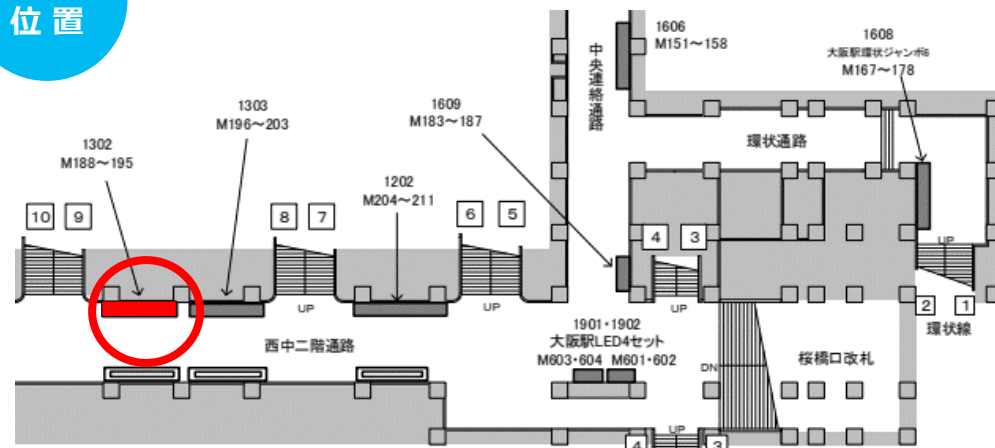 位置
1606
M151～158
中央連絡通路
1608
大阪駅環状ジャンボ6
M167～178
1303
M196～203
1609
M183～187
1302
M188～195
環状通路
1202
M204～211
10 9
8 7
6 5
4 3
UP
UP
UP
UP
UP
2 1
環状線
西中二階通路
1901・1902
大阪駅LED4セット
M603・604 M601・602
DN
桜橋口改札
UP
4 3